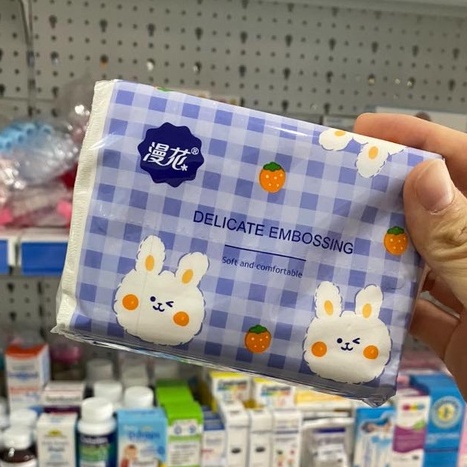 漫花®
DELICATE EMBOSSING
Soft and comfortable